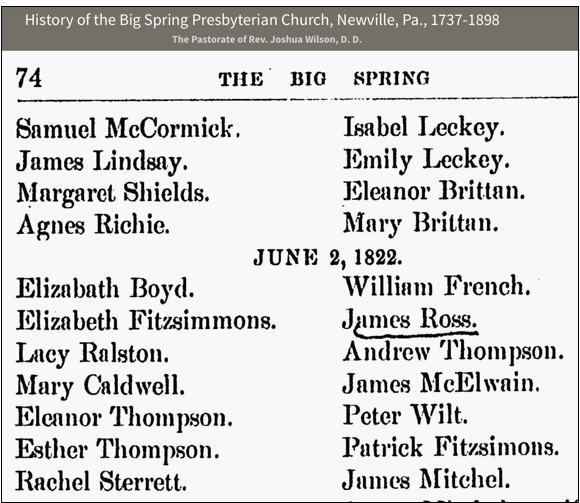 History of the Big Spring Presbyterian Church, Newville, Pa., 1737-1898
The Pastorate of Rev. Joshua Wilson, D. D.
74 THE BIG SPRING
Samuel McCormick. Isabel Leckey.
James Lindsay. Emily Leckey.
Margaret Shields. Eleanor Brittan.
Agnes Richie. Mary Brittan.
JUNE 2, 1822.
Elizabath Boyd. William French.
Elizabeth Fitzsimmons. James Ross.
Lacy Ralston. Andrew Thompson.
Mary Caldwell. James McElwain.
Eleanor Thompson. Peter Wilt.
Esther Thompson. Patrick Fitzsimons.
Rachel Sterrett. James Mitchel.